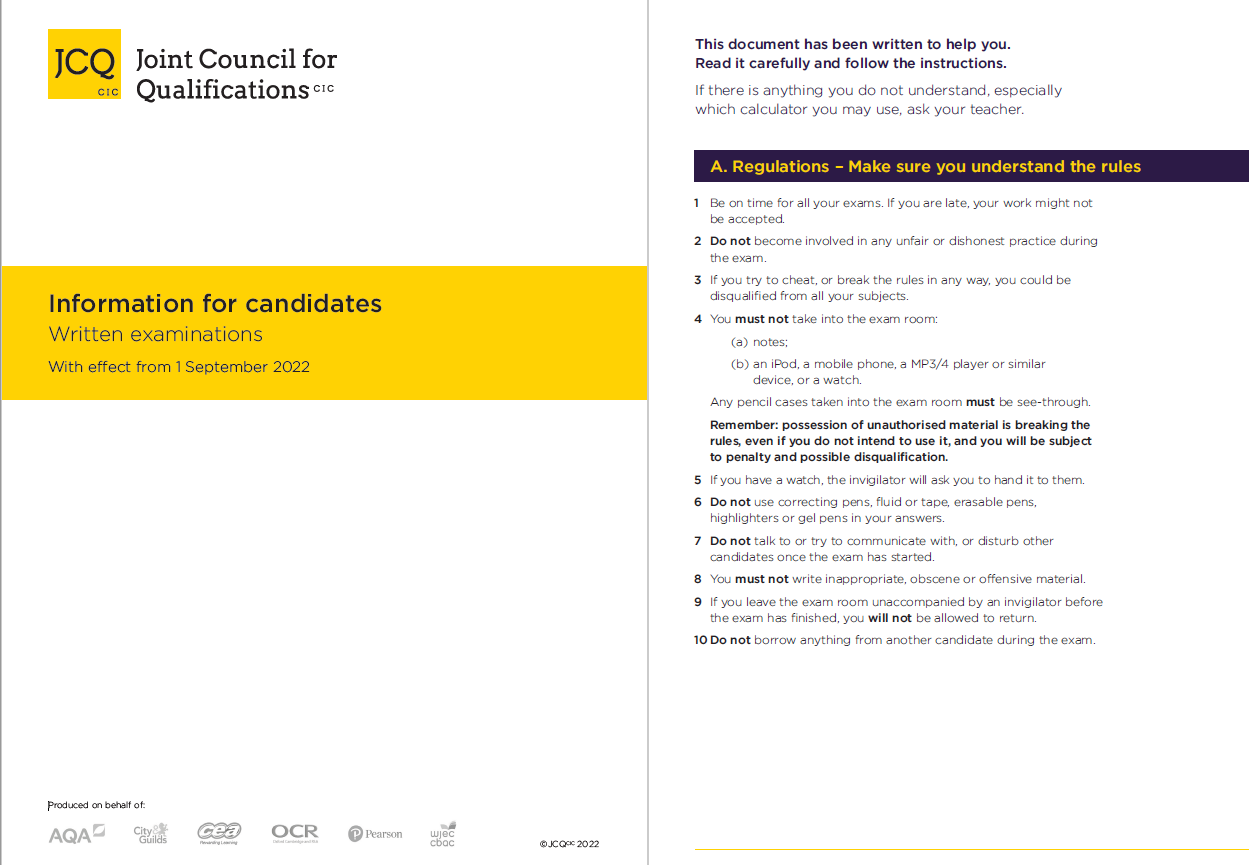 JCQ
CIC
Joint Council for
Qualifications CIC
Information for candidates
Written examinations
With effect from 1 September 2022
Produced on behalf of:
AQA
City&
Guilds
cea
Rewarding Learning
OCR
Oxford Cambridge and RSA
Pearson
wjec
cbac
©JCQCIC 2022
This document has been written to help you.
Read it carefully and follow the instructions.
If there is anything you do not understand, especially
which calculator you may use, ask your teacher.
A. Regulations – Make sure you understand the rules
1 Be on time for all your exams. If you are late, your work might not
be accepted.
2 Do not become involved in any unfair or dishonest practice during
the exam.
3 If you try to cheat, or break the rules in any way, you could be
disqualified from all your subjects.
4 You must not take into the exam room:
(a) notes;
(b) an iPod, a mobile phone, a MP3/4 player or similar
device, or a watch.
Any pencil cases taken into the exam room must be see-through.
Remember: possession of unauthorised material is breaking the
rules, even if you do not intend to use it, and you will be subject
to penalty and possible disqualification.
5 If you have a watch, the invigilator will ask you to hand it to them.
6 Do not use correcting pens, fluid or tape, erasable pens,
highlighters or gel pens in your answers.
7 Do not talk to or try to communicate with, or disturb other
candidates once the exam has started.
8 You must not write inappropriate, obscene or offensive material.
9 If you leave the exam room unaccompanied by an invigilator before
the exam has finished, you will not be allowed to return.
10 Do not borrow anything from another candidate during the exam.